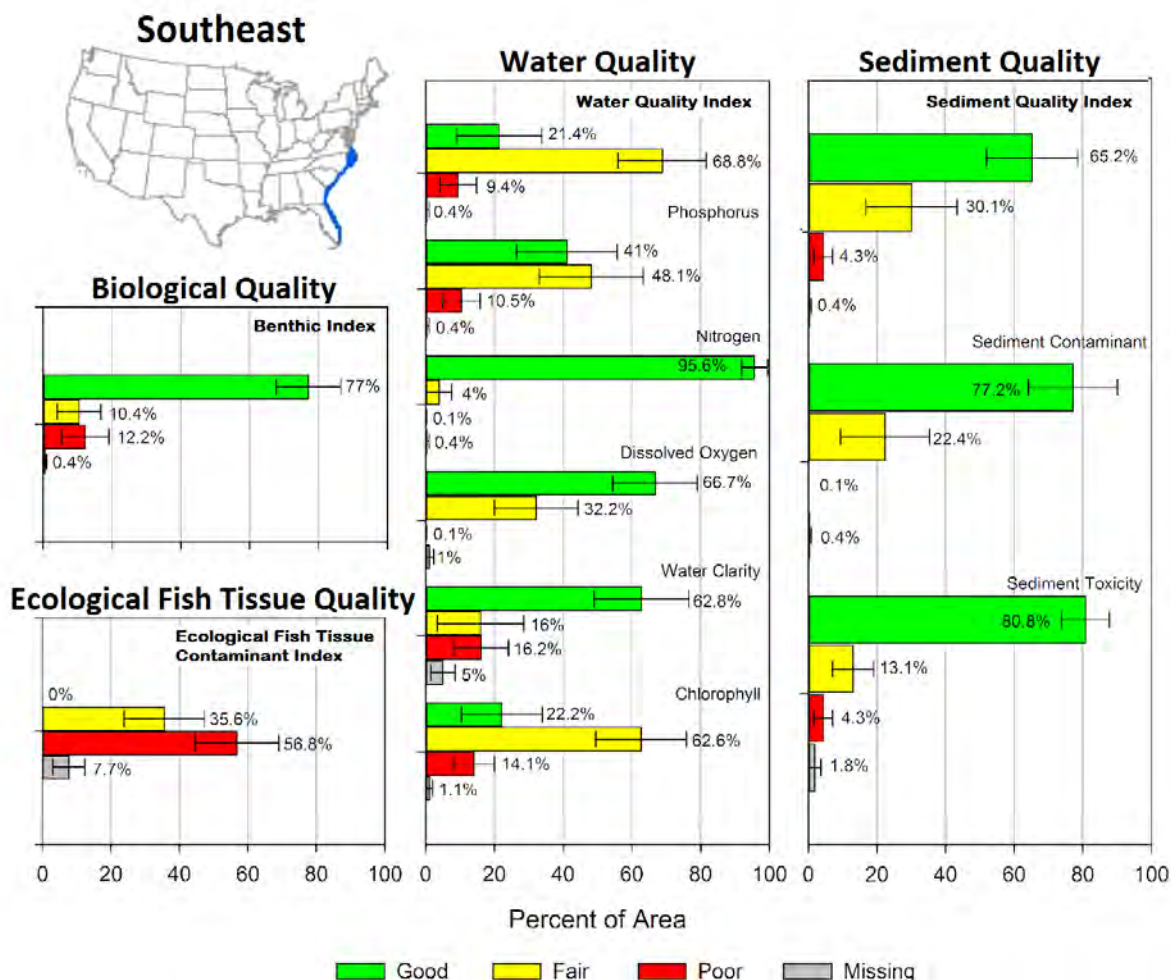 Southeast
Biological Quality
Benthic Index
77%
10.4%
12.2%
0.4%
Ecological Fish Tissue Quality
Ecological Fish Tissue
Contaminant Index
0%
35.6%
56.8%
7.7%
0 20 40 60 80 100
Water Quality
Water Quality Index
21.4%
68.8%
9.4%
0.4%
Phosphorus
41%
48.1%
10.5%
0.4%
Nitrogen
95.6%
4%
0.1%
0.4%
Dissolved Oxygen
66.7%
32.2%
0.1%
1%
Water Clarity
62.8%
16%
16.2%
5%
Chlorophyll
22.2%
62.6%
14.1%
1.1%
0 20 40 60 80 100
Sediment Quality
Sediment Quality Index
65.2%
30.1%
4.3%
0.4%
Sediment Contaminant
77.2%
22.4%
0.1%
0.4%
Sediment Toxicity
80.8%
13.1%
4.3%
1.8%
0 20 40 60 80 100
Percent of Area
Good Fair Poor Missing